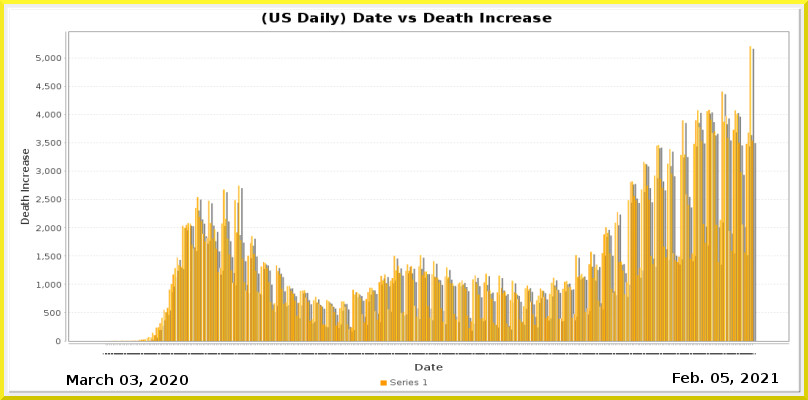 (US Daily) Date vs Death Increase
5,000
4,500
4,000
3,500
3,000
2,500
2,000
1,500
1,000
500
0
Death Increase
Date
March 03, 2020
Feb. 05, 2021
Series 1